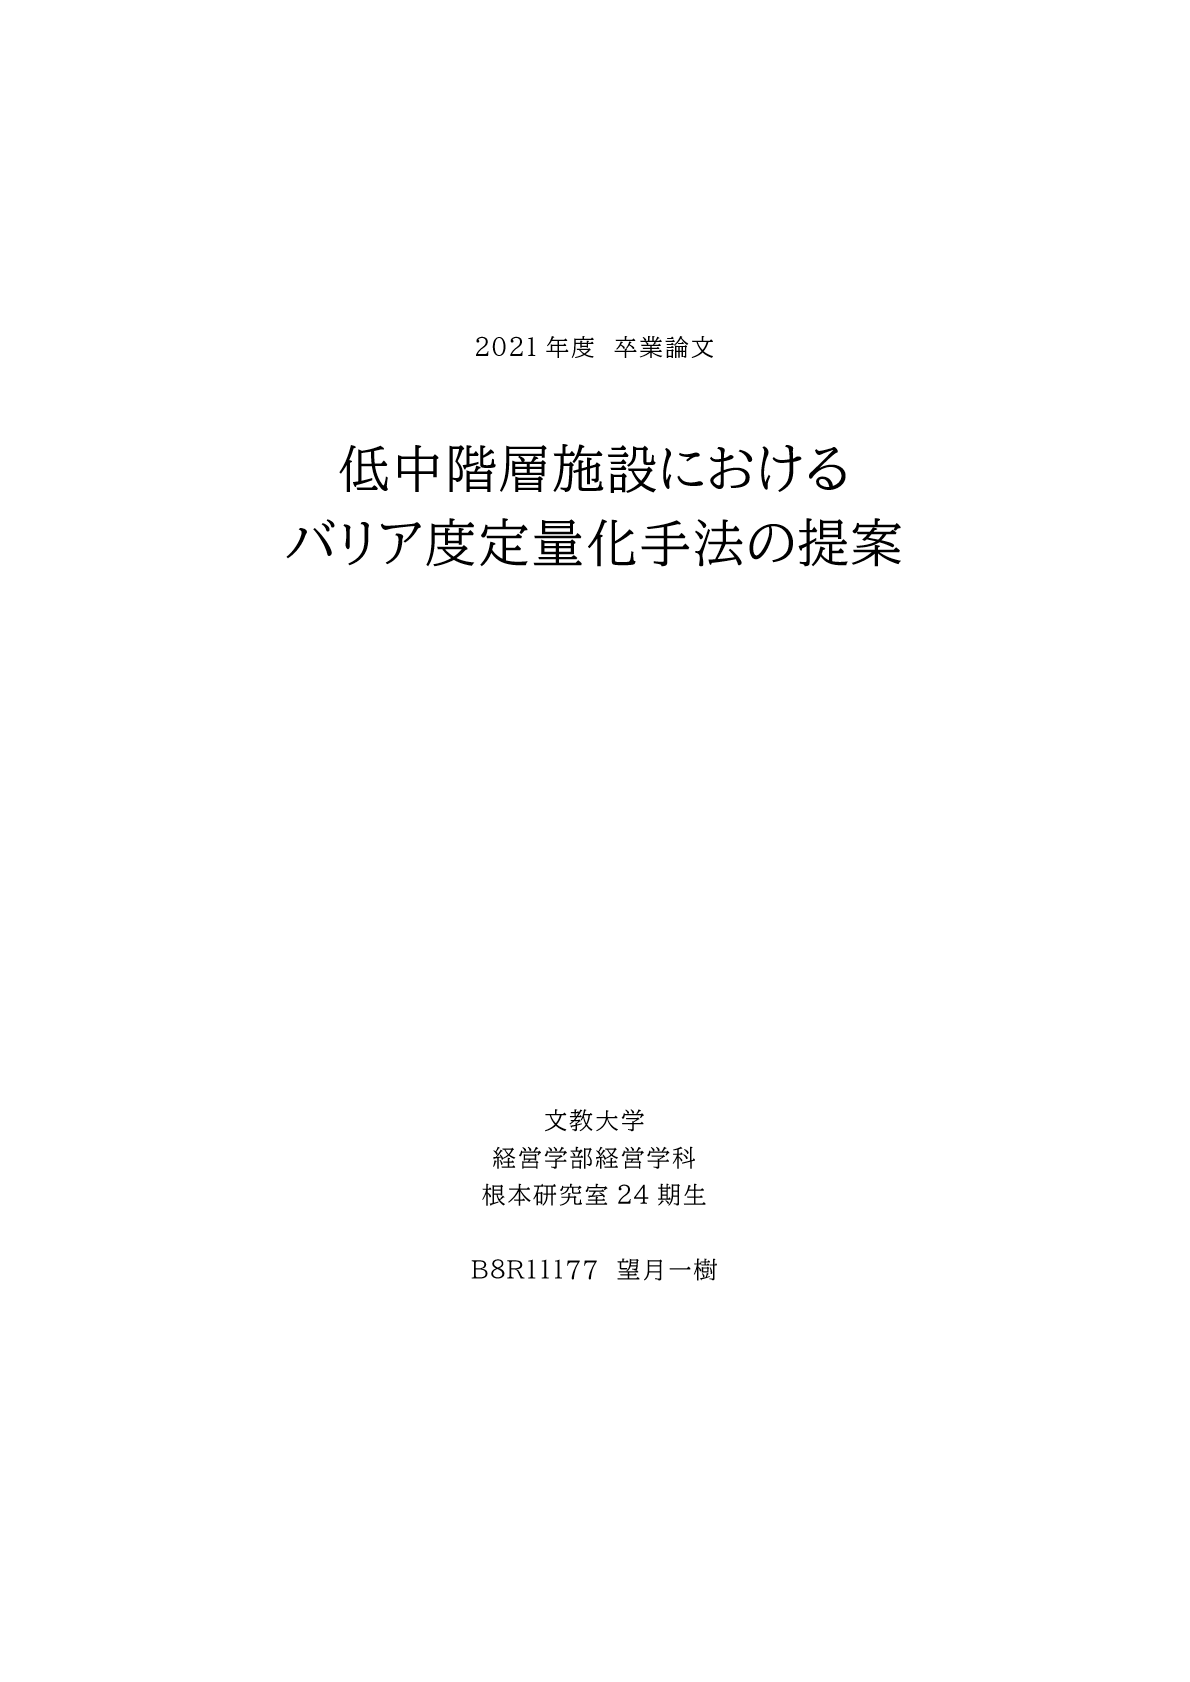 2021 年度　卒業論文
低中階層施設における
バリア度定量化手法の提案
文教大学
経営学部経営学科
根本研究室 24 期生
B8R11177　望月一樹